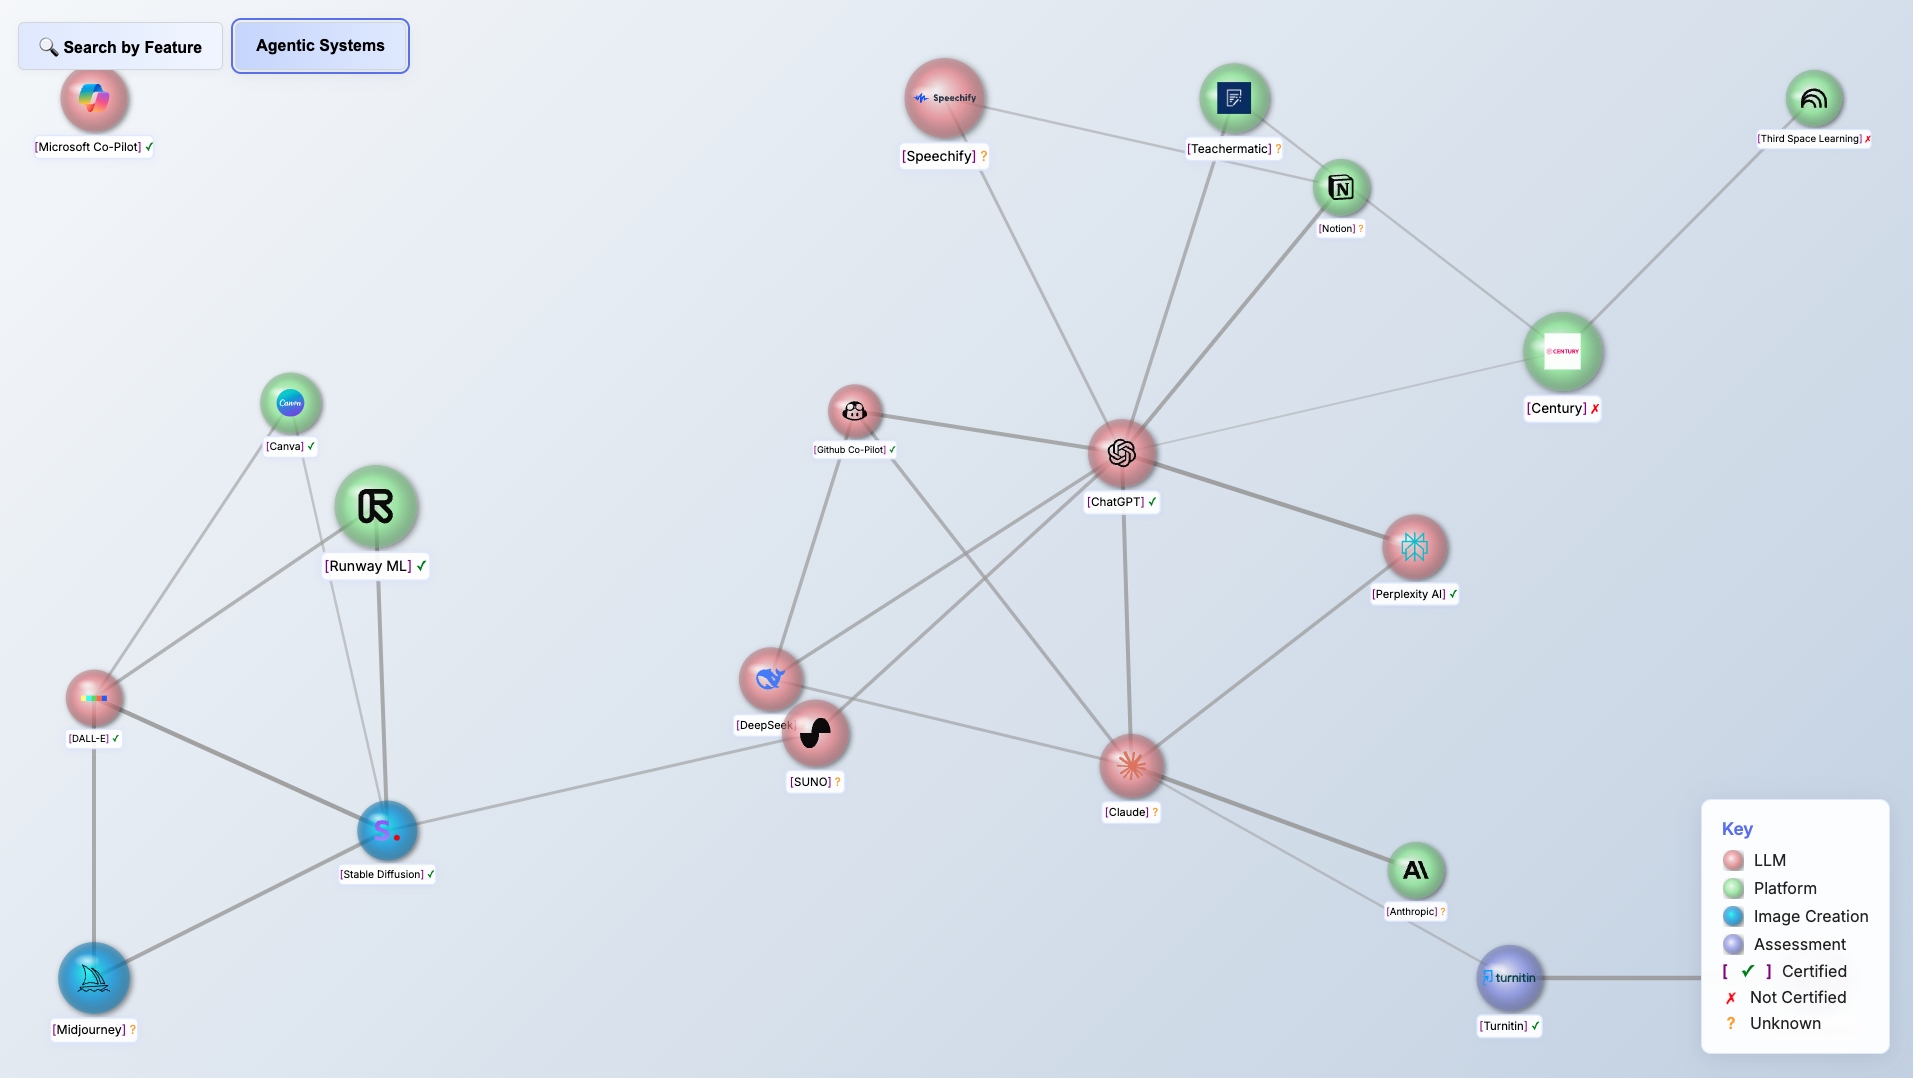 🔍 Search by Feature
Agentic Systems
[Microsoft Co-Pilot] ✓
Speechify
[Speechify] ?
[Teachermatic] ?
N
[Notion] ?
[Third Space Learning] ✗
CENTURY
[Century] ✗
Canva
[Canva] ✓
R
[Runway ML] ✓
[Github Co-Pilot] ✓
[ChatGPT] ✓
[Perplexity AI] ✓
[DALL-E] ✓
[DeepSeek]
[SUNO] ?
[Claude] ?
S.
[Stable Diffusion] ✓
A\
[Anthropic] ?
[Midjourney] ?
turnitin
[Turnitin] ✓
Key
LLM
Platform
Image Creation
Assessment
[ ✓ ] Certified
✗ Not Certified
? Unknown